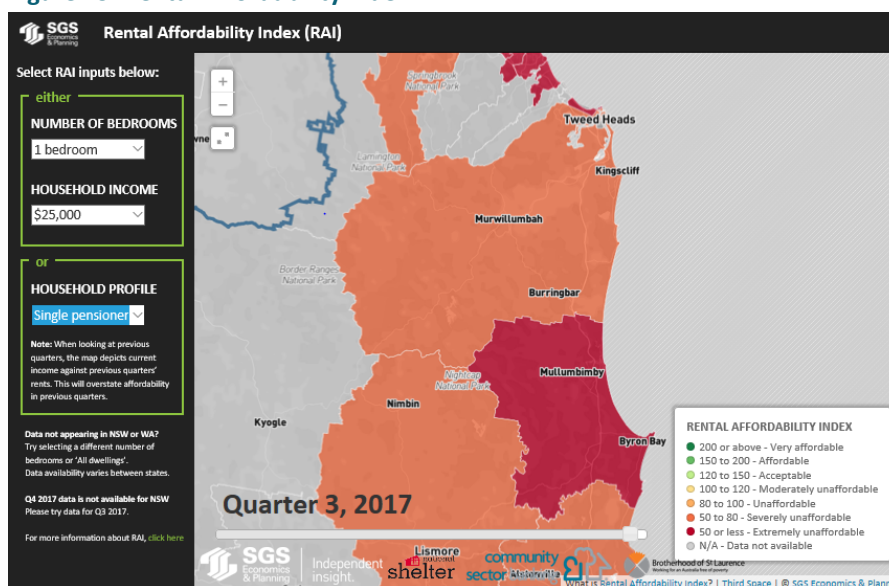 SGS
Economics
& Planning
Rental Affordability Index (RAI)
Select RAI inputs below:
either
NUMBER OF BEDROOMS
1 bedroom
HOUSEHOLD INCOME
$25,000
or
HOUSEHOLD PROFILE
Single pensioner
Note: When looking at previous
quarters, the map depicts current
income against previous quarters'
rents. This will overstate affordability
in previous quarters.
Data not appearing in NSW or WA?
Try selecting a different number of
bedrooms or 'All dwellings'.
Data availability varies between states.
Q4 2017 data is not available for NSW
Please try data for Q3 2017.
For more information about RAI, click here
+
−
Springbrook
National Park
Tweed Heads
Lamington
National Park
Kingscliff
Murwillumbah
Border Ranges
National Park
Burringbar
Nightcap
National Park
Mullumbimby
Nimbin
Kyogle
Byron Bay
Lismore
Alstonville
Quarter 3, 2017
RENTAL AFFORDABILITY INDEX
200 or above - Very affordable
150 to 200 - Affordable
120 to 150 - Acceptable
100 to 120 - Moderately unaffordable
80 to 100 - Unaffordable
50 to 80 - Severely unaffordable
50 or less - Extremely unaffordable
N/A - Data not available
SGS
Economics
& Planning
Independent
insight.
national
shelter
community
sector
Brotherhood of St Laurence
Working for an Australia free of poverty
What is Rental Affordability Index? | Third Space | @ SGS Economics & Plann